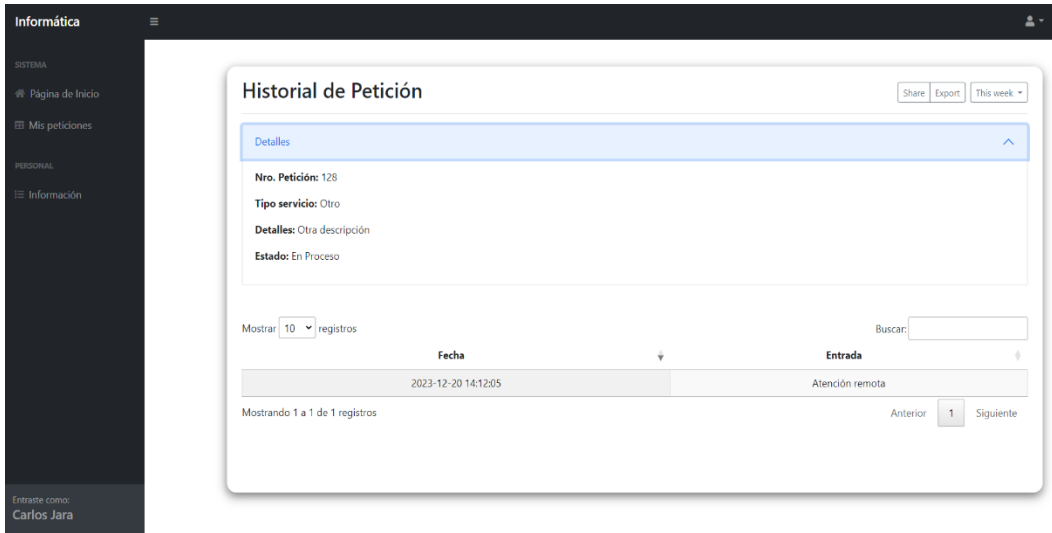 Informática
SISTEMA
Página de Inicio
Mis peticiones
PERSONAL
Información
Entraste como:
Carlos Jara
Historial de Petición
Share Export This week
Detalles
Nro. Petición: 128
Tipo servicio: Otro
Detalles: Otra descripción
Estado: En Proceso
Mostrar 10 registros Buscar:
Fecha Entrada
2023-12-20 14:12:05 Atención remota
Mostrando 1 a 1 de 1 registros Anterior 1 Siguiente